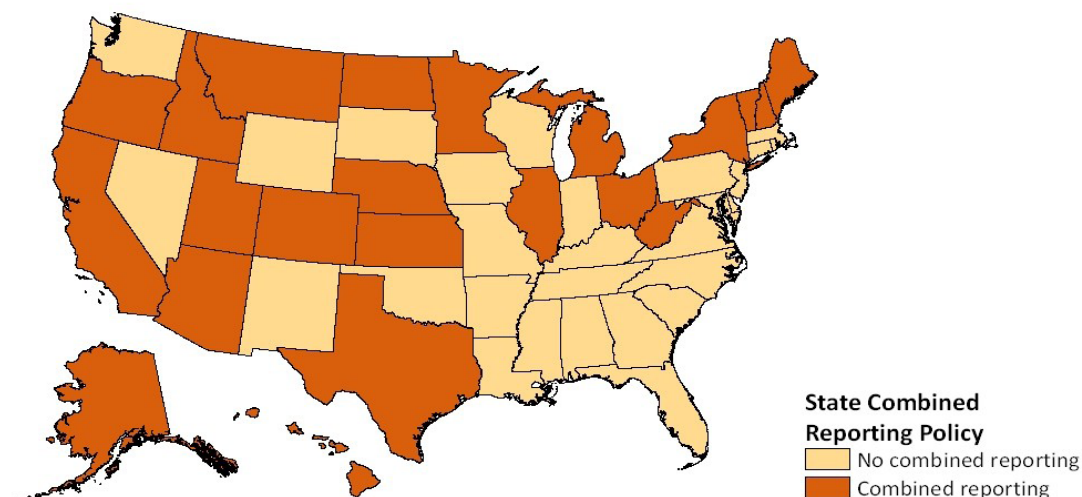 State Combined
Reporting Policy
No combined reporting
Combined reporting